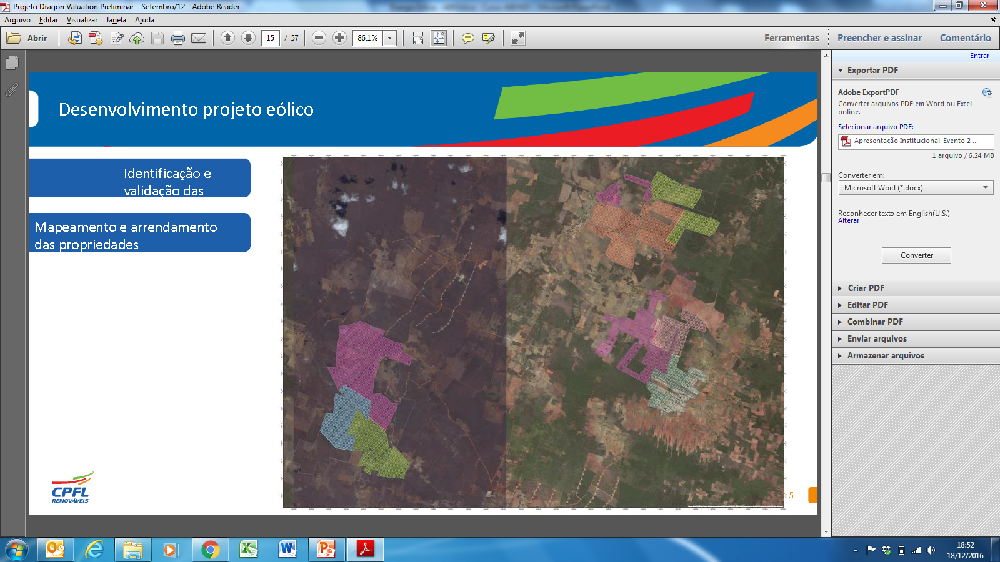 Projeto Dragon Valuation Preliminar – Setembro/12 - Adobe Reader
Arquivo Editar Visualizar Janela Ajuda
Abrir 15 / 57 86,1% Ferramentas Preencher e assinar Comentário
Entrar
Exportar PDF
Adobe ExportPDF
Converter arquivos PDF em Word ou Excel
online.
Selecionar arquivo PDF:
Apresentação Institucional_Evento 2 ...
1 arquivo / 6.24 MB
Converter em:
Microsoft Word (*.docx)
Reconhecer texto em English(U.S.)
Alterar
Converter
Criar PDF
Editar PDF
Combinar PDF
Enviar arquivos
Armazenar arquivos
Desenvolvimento projeto eólico
Identificação e
validação das
Mapeamento e arrendamento
das propriedades
CPFL
RENOVÁVEIS
15
18:52
18/12/2016